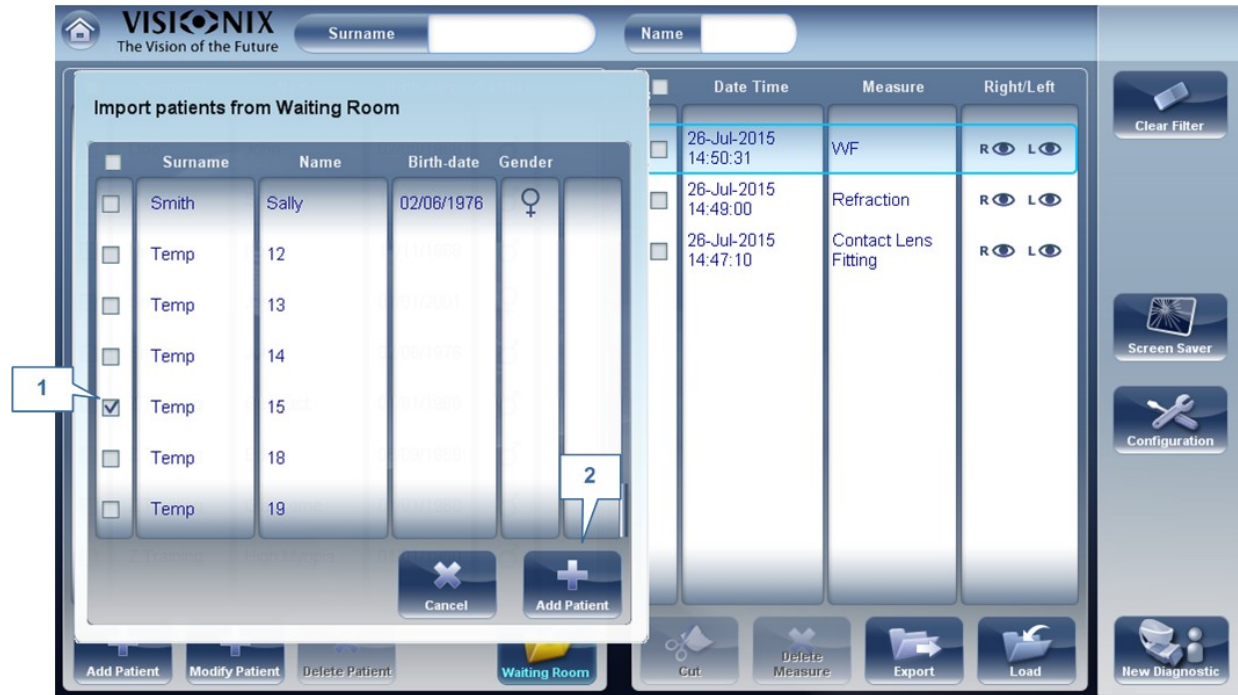 VISIONIX
The Vision of the Future
Surname
Name
Import patients from Waiting Room
Surname Name Birth-date Gender
Smith Sally 02/06/1976
Temp 12
Temp 13
Temp 14
Temp 15
Temp 18
Temp 19
1
2
Cancel
Add Patient
Date Time Measure Right/Left
26-Jul-2015
14:50:31
WF
R L
26-Jul-2015
14:49:00
Refraction
R L
26-Jul-2015
14:47:10
Contact Lens
Fitting
R L
Clear Filter
Screen Saver
Configuration
Add Patient
Modify Patient
Delete Patient
Waiting Room
Cut
Delete
Measure
Export
Load
New Diagnostic